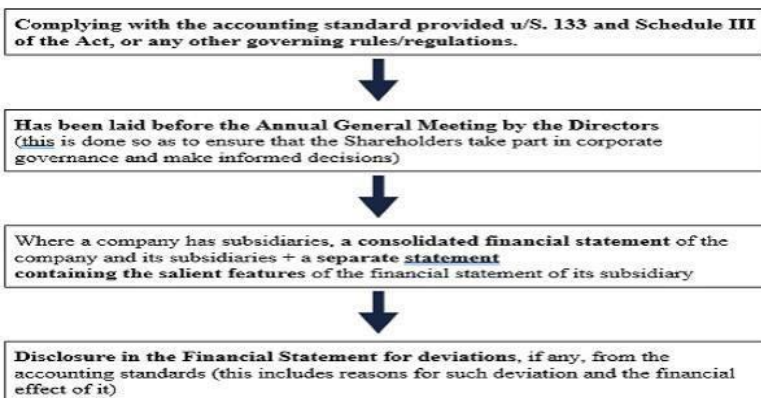 Complying with the accounting standard provided u/S. 133 and Schedule III
of the Act, or any other governing rules/regulations.
Has been laid before the Annual General Meeting by the Directors
(this is done so as to ensure that the Shareholders take part in corporate
governance and make informed decisions)
Where a company has subsidiaries, a consolidated financial statement of the
company and its subsidiaries + a separate statement
containing the salient features of the financial statement of its subsidiary
Disclosure in the Financial Statement for deviations, if any, from the
accounting standards (this includes reasons for such deviation and the financial
effect of it)